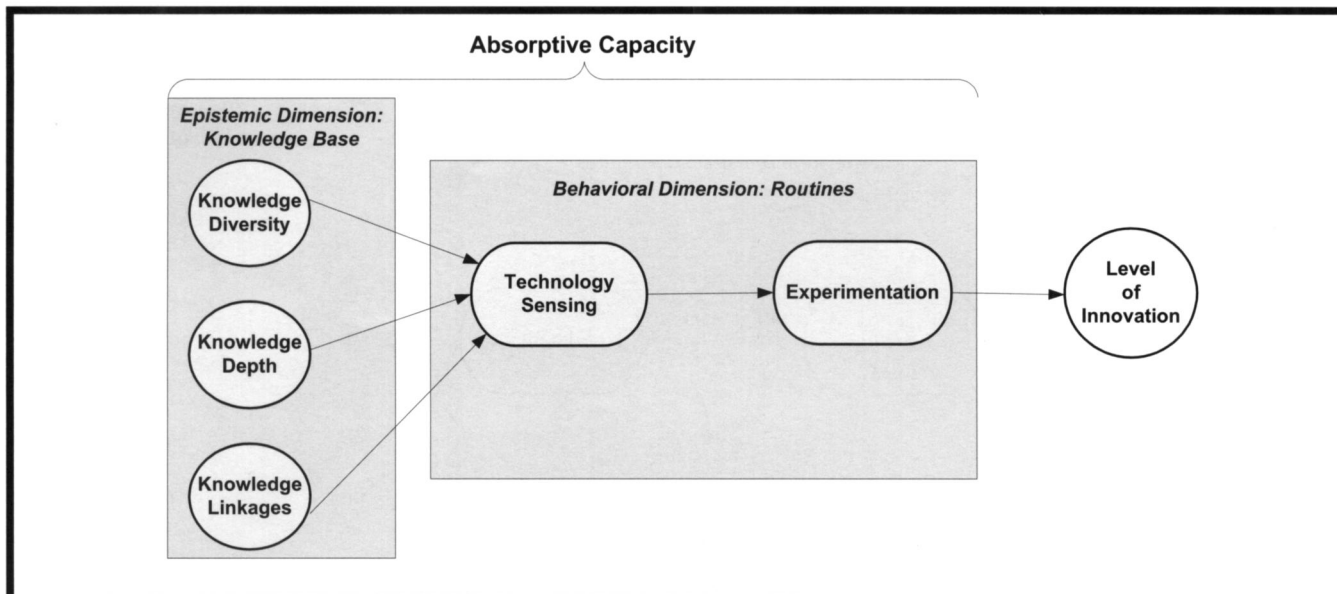 Absorptive Capacity
Epistemic Dimension:
Knowledge Base
Knowledge
Diversity
Knowledge
Depth
Knowledge
Linkages
Behavioral Dimension: Routines
Technology
Sensing
Experimentation
Level
of
Innovation